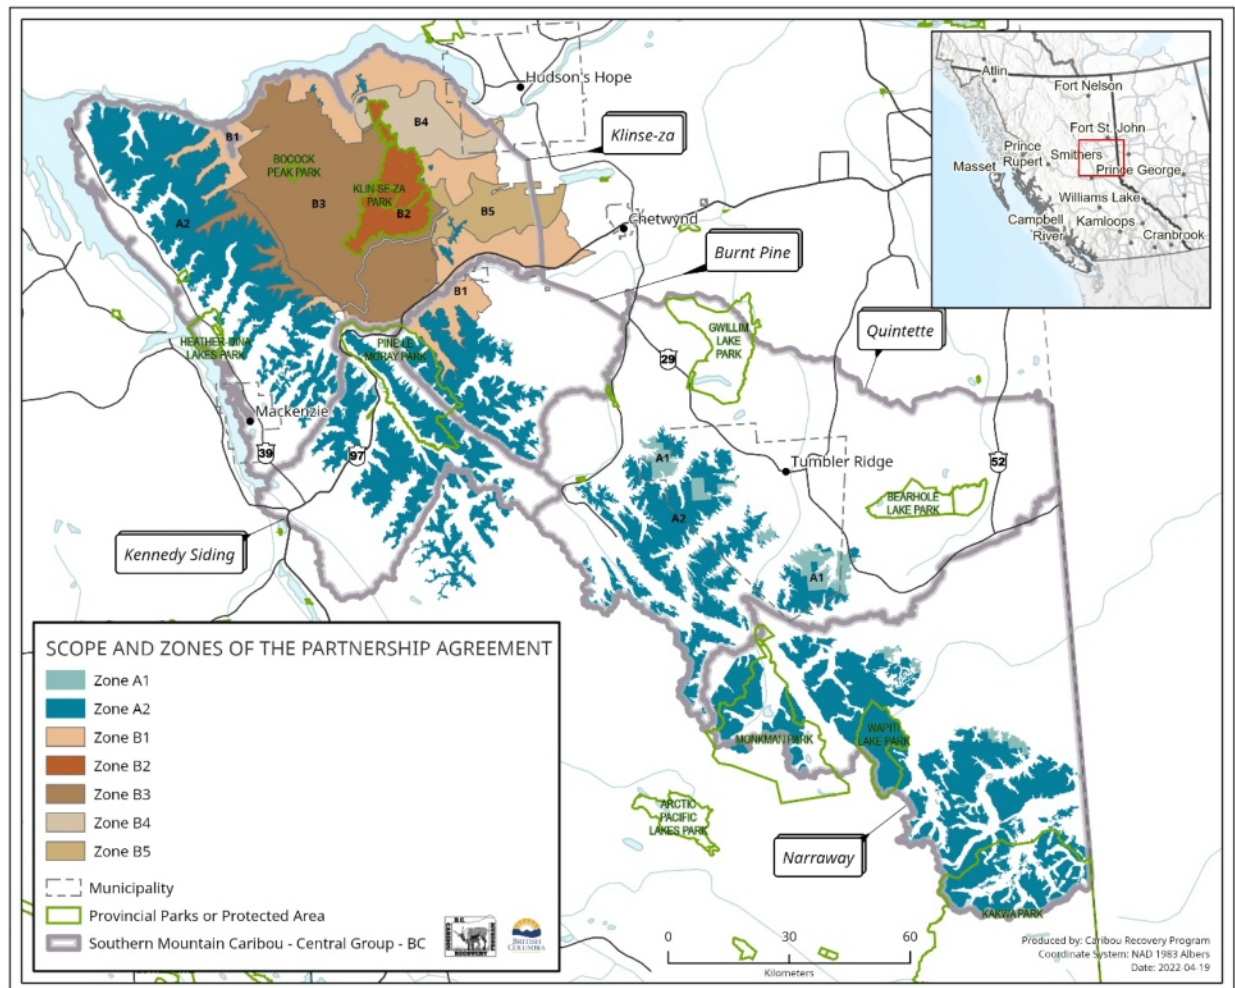 Hudson's Hope
Klinse-za
B1
B4
BOCOCK
PEAK PARK
KLIN-SE-ZA
PARK
B3
B2
B5
A2
Chetwynd
Burnt Pine
B1
Quintette
HEATHER-DINA
LAKES PARK
PINE LE
MORAY PARK
GWILLIM
LAKE
PARK
29
Mackenzie
39
97
A1
Tumbler Ridge
52
BEARHOLE
LAKE PARK
A2
Kennedy Siding
A1
MONKMAN PARK
WAPITI
LAKE PARK
ARCTIC
PACIFIC
LAKES PARK
Narraway
KAKWA PARK
Atlin
Fort Nelson
Fort St. John
Prince
Rupert
Smithers
Masset
Prince George
Williams Lake
Campbell
River
Kamloops
Cranbrook
SCOPE AND ZONES OF THE PARTNERSHIP AGREEMENT
Zone A1
Zone A2
Zone B1
Zone B2
Zone B3
Zone B4
Zone B5
Municipality
Provincial Parks or Protected Area
Southern Mountain Caribou - Central Group - BC
B.C.
CARIBOU
PROGRAM
RECOVERY
BRITISH
COLUMBIA
0 30 60
Kilometers
Produced by: Caribou Recovery Program
Coordinate System: NAD 1983 Albers
Date: 2022-04-19